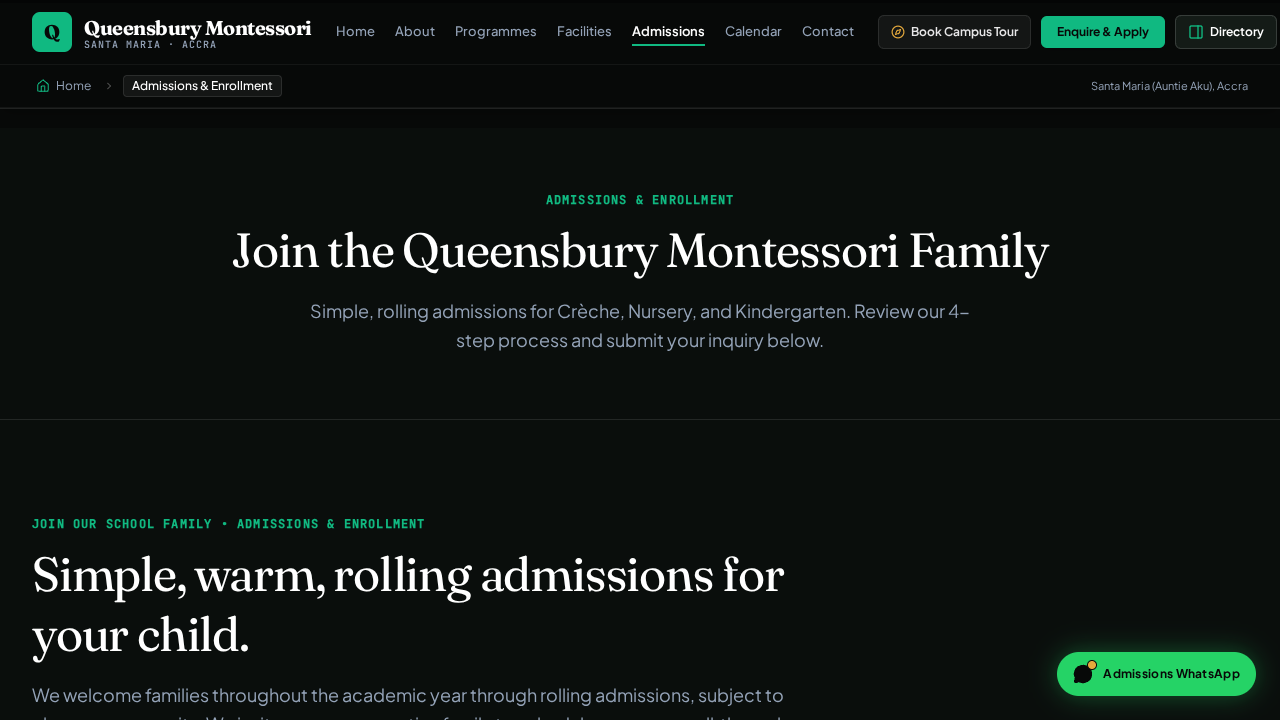 Q
Queensbury Montessori
SANTA MARIA · ACCRA
Home
About
Programmes
Facilities
Admissions
Calendar
Contact
Book Campus Tour
Enquire & Apply
Directory
Home
Admissions & Enrollment
Santa Maria (Auntie Aku), Accra
ADMISSIONS & ENROLLMENT
Join the Queensbury Montessori Family
Simple, rolling admissions for Crèche, Nursery, and Kindergarten. Review our 4-
step process and submit your inquiry below.
JOIN OUR SCHOOL FAMILY • ADMISSIONS & ENROLLMENT
Simple, warm, rolling admissions for
your child.
We welcome families throughout the academic year through rolling admissions, subject to
Admissions WhatsApp